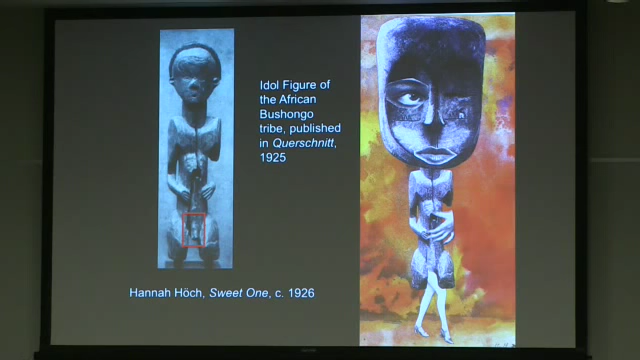 Idol Figure of
the African
Bushongo
tribe, published
in Querschnitt,
1925
Hannah Höch, Sweet One, c. 1926